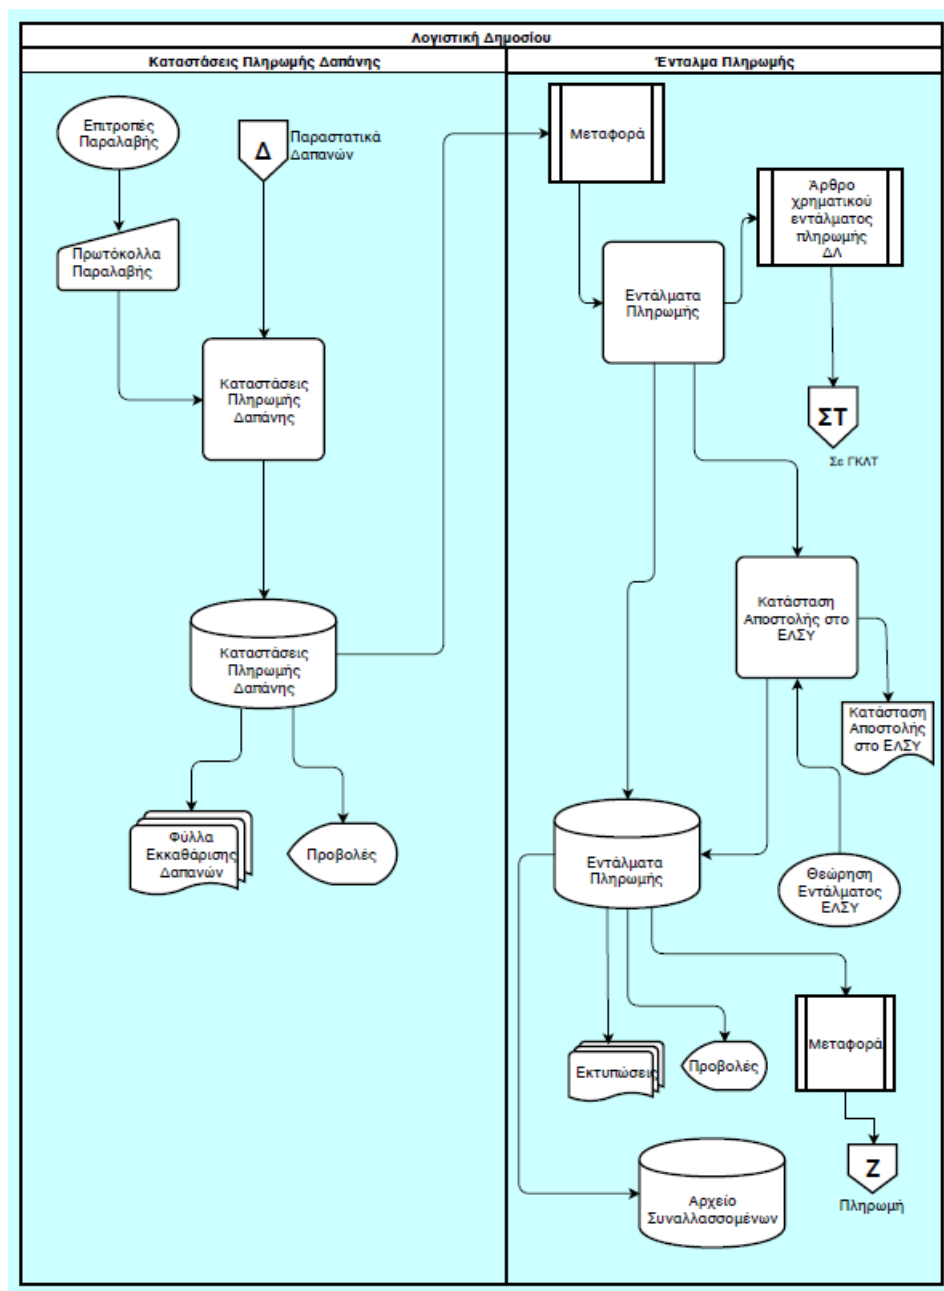 Λογιστική Δημοσίου
Καταστάσεις Πληρωμής Δαπάνης
Επιτροπές
Παραλαβής
Δ
Παραστατικά
Δαπανών
Πρωτόκολλα
Παραλαβής
Καταστάσεις
Πληρωμής
Δαπάνης
Καταστάσεις
Πληρωμής
Δαπάνης
Φύλλα
Εκκαθάρισης
Δαπανών
Προβολές
Ένταλμα Πληρωμής
Μεταφορά
Άρθρο
χρηματικού
εντάλματος
πληρωμής
ΔΛ
Εντάλματα
Πληρωμής
ΣΤ
Σε ΓΚΛΤ
Κατάσταση
Αποστολής στο
ΕΛΣΥ
Κατάσταση
Αποστολής
στο ΕΛΣΥ
Εντάλματα
Πληρωμής
Θεώρηση
Εντάλματος
ΕΛΣΥ
Εκτυπώσεις
Προβολές
Μεταφορά
Ζ
Πληρωμή
Αρχείο
Συναλλασσομένων